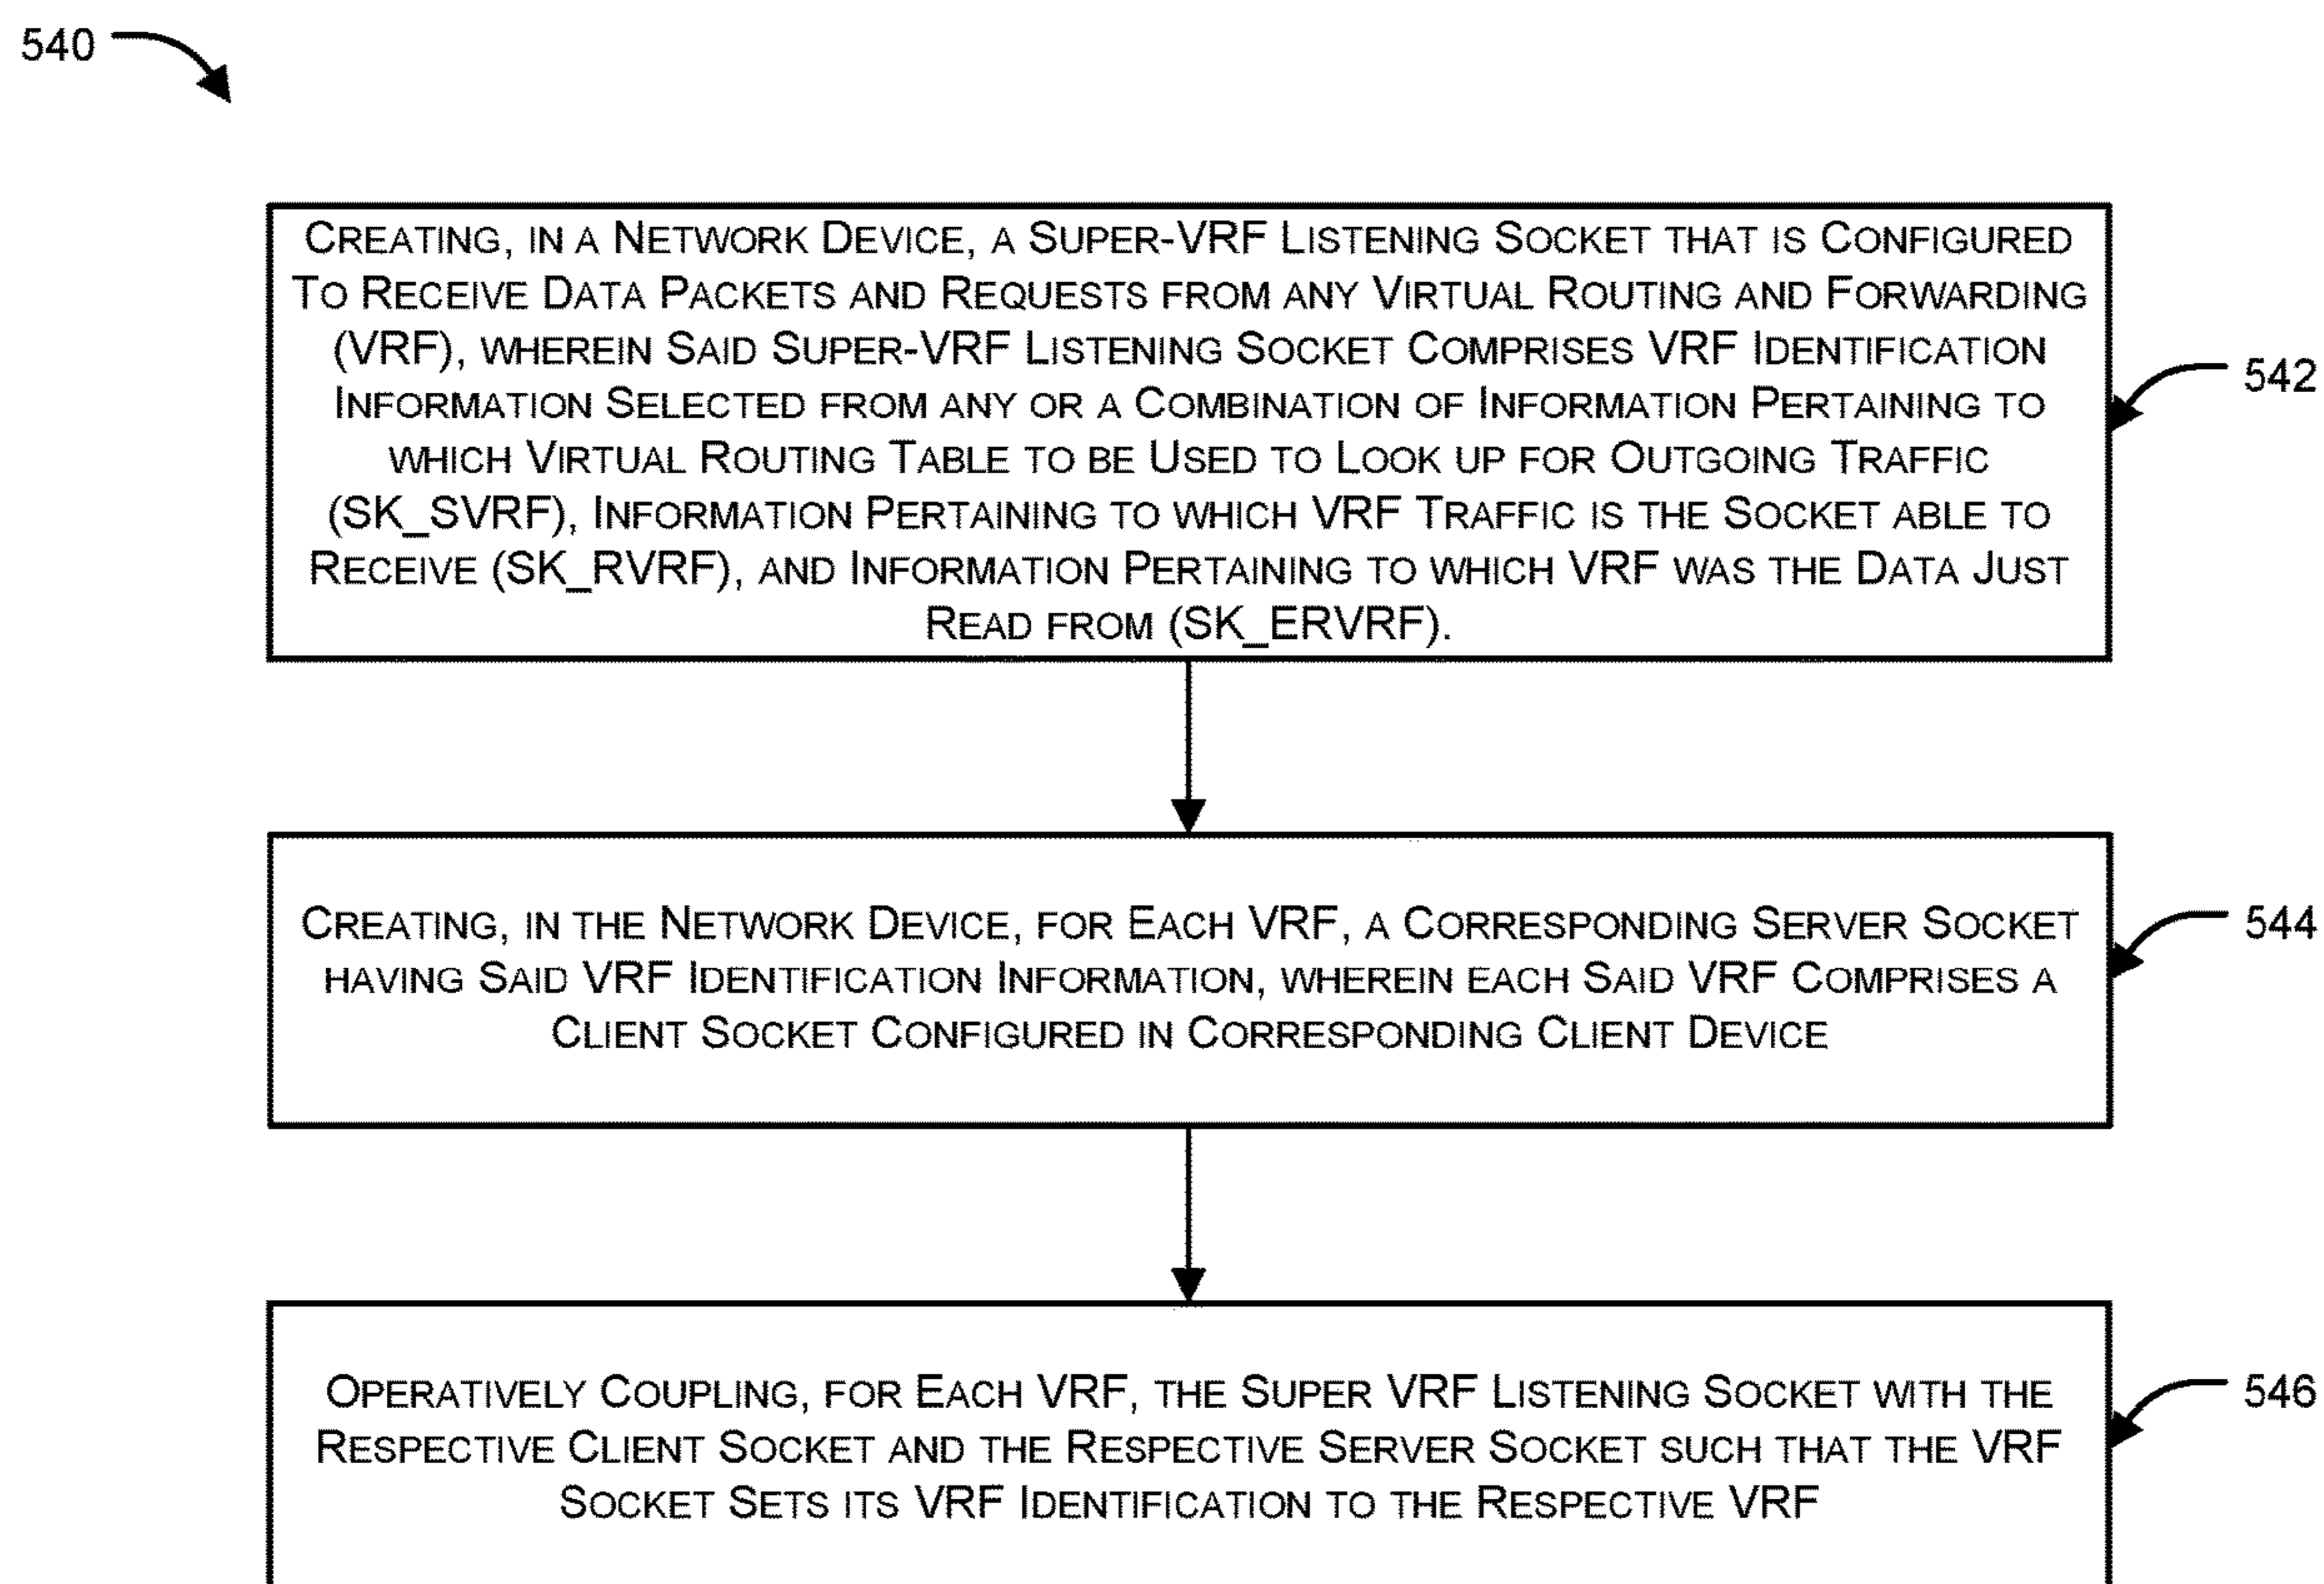 540
CREATING, IN A NETWORK DEVICE, A SUPER-VRF LISTENING SOCKET THAT IS CONFIGURED
TO RECEIVE DATA PACKETS AND REQUESTS FROM ANY VIRTUAL ROUTING AND FORWARDING
(VRF), WHEREIN SAID SUPER-VRF LISTENING SOCKET COMPRISES VRF IDENTIFICATION
INFORMATION SELECTED FROM ANY OR A COMBINATION OF INFORMATION PERTAINING TO
WHICH VIRTUAL ROUTING TABLE TO BE USED TO LOOK UP FOR OUTGOING TRAFFIC
(SK_SVRF), INFORMATION PERTAINING TO WHICH VRF TRAFFIC IS THE SOCKET ABLE TO
RECEIVE (SK_RVRF), AND INFORMATION PERTAINING TO WHICH VRF WAS THE DATA JUST
READ FROM (SK_ERVRF).
542
CREATING, IN THE NETWORK DEVICE, FOR EACH VRF, A CORRESPONDING SERVER SOCKET
HAVING SAID VRF IDENTIFICATION INFORMATION, WHEREIN EACH SAID VRF COMPRISES A
CLIENT SOCKET CONFIGURED IN CORRESPONDING CLIENT DEVICE
544
OPERATIVELY COUPLING, FOR EACH VRF, THE SUPER VRF LISTENING SOCKET WITH THE
RESPECTIVE CLIENT SOCKET AND THE RESPECTIVE SERVER SOCKET SUCH THAT THE VRF
SOCKET SETS ITS VRF IDENTIFICATION TO THE RESPECTIVE VRF
546